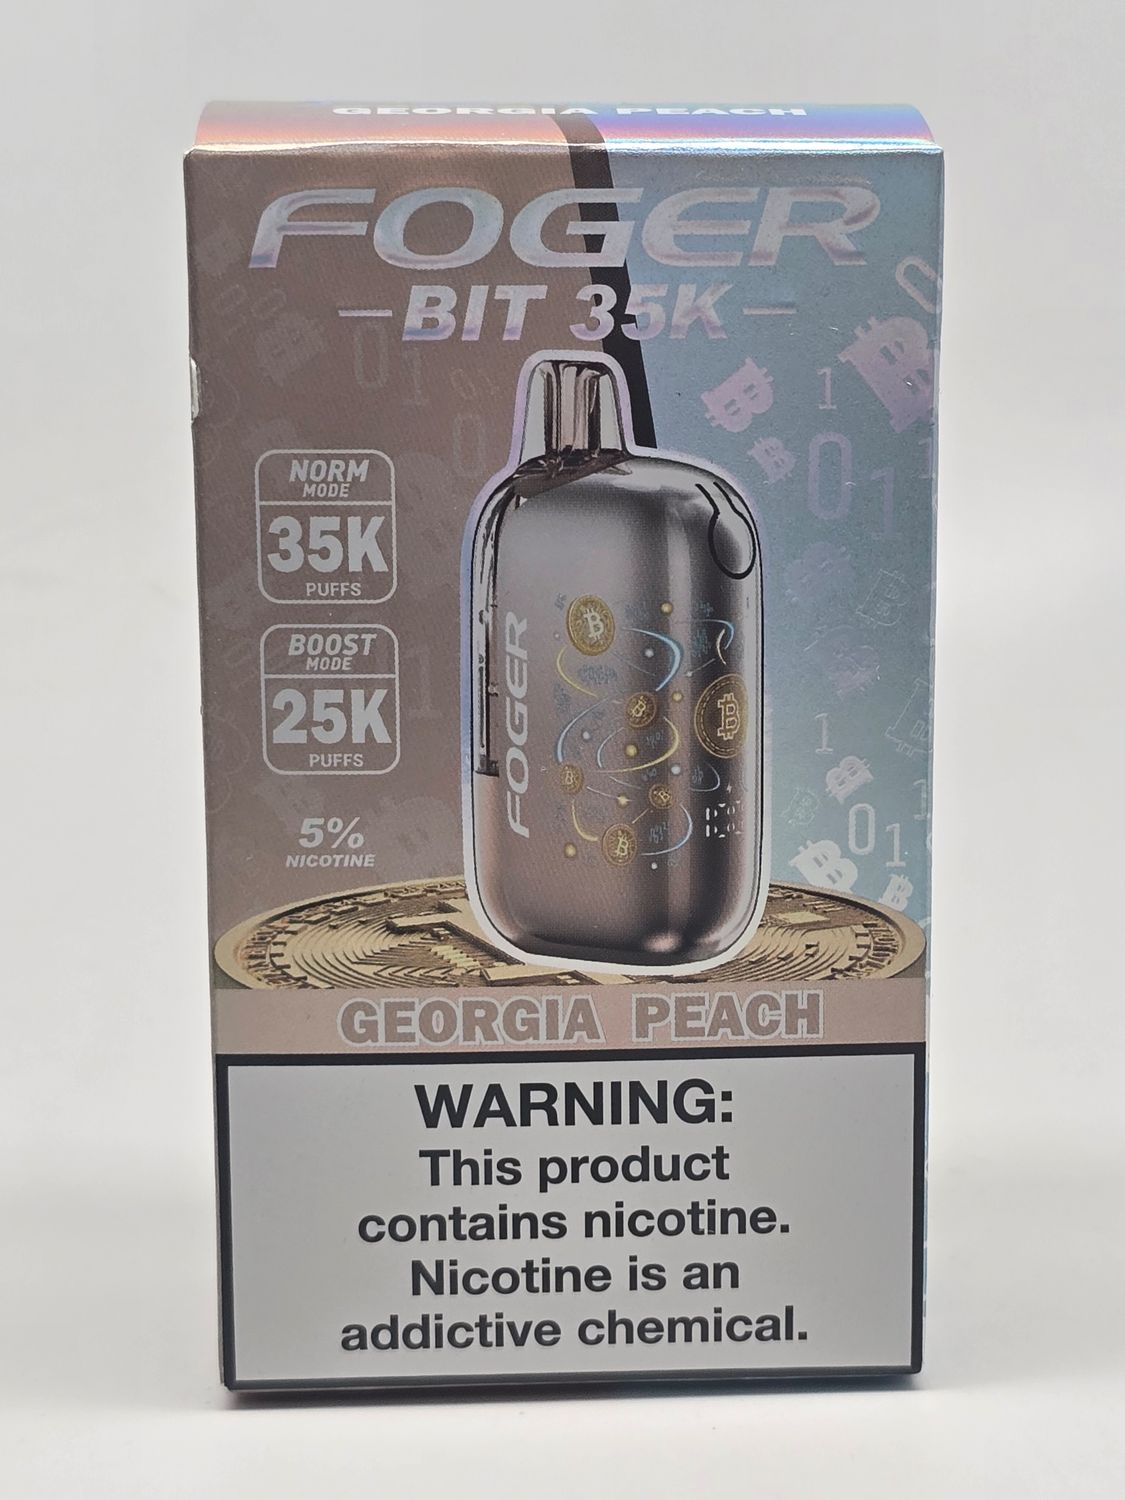 GEORGIA PEACH
FOGER
BIT 35K
NORM
MODE
35K
PUFFS
BOOST
MODE
25K
PUFFS
5%
NICOTINE
FOGER
GEORGIA PEACH
WARNING:
This product
contains nicotine.
Nicotine is an
addictive chemical.